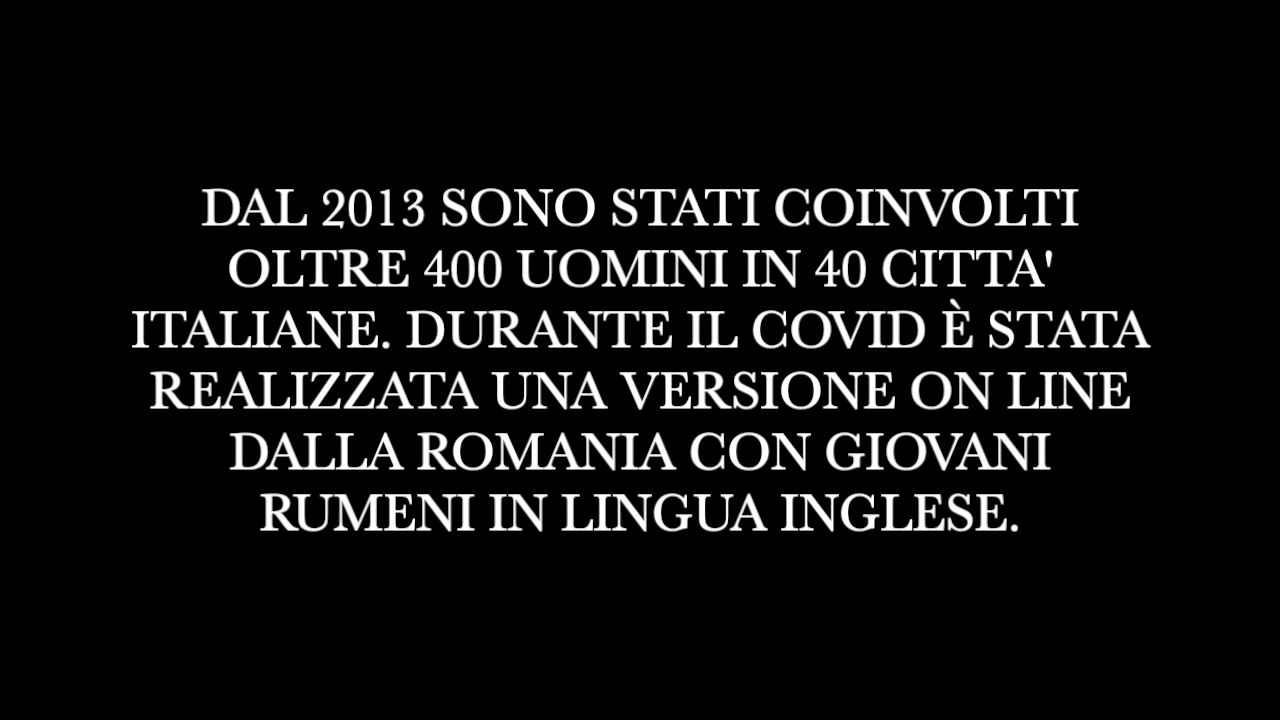 DAL 2013 SONO STATI COINVOLTI
OLTRE 400 UOMINI IN 40 CITTA'
ITALIANE. DURANTE IL COVID È STATA
REALIZZATA UNA VERSIONE ON LINE
DALLA ROMANIA CON GIOVANI
RUMENI IN LINGUA INGLESE.